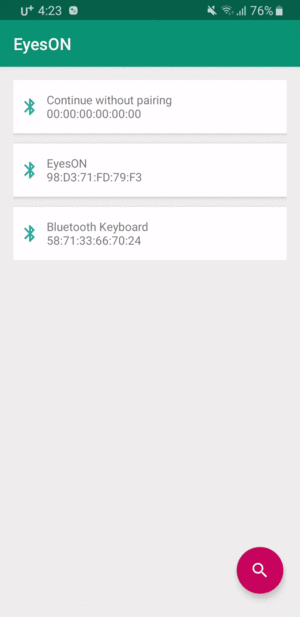 U+ 4:23 76%
EyesON
Continue without pairing
00:00:00:00:00:00
EyesON
98:D3:71:FD:79:F3
Bluetooth Keyboard
58:71:33:66:70:24